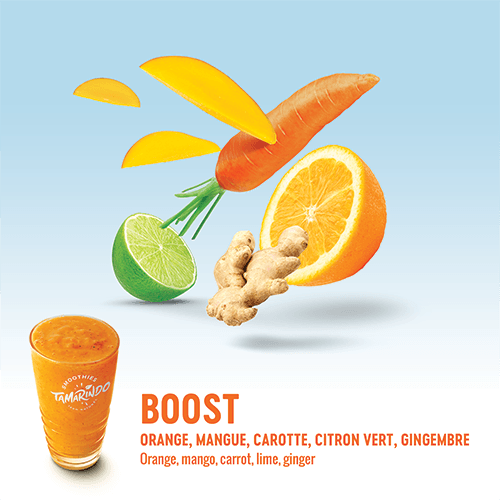 SMOOTHIES
TAMARINDO
BOOST
ORANGE, MANGUE, CAROTTE, CITRON VERT, GINGEMBRE
Orange, mango, carrot, lime, ginger